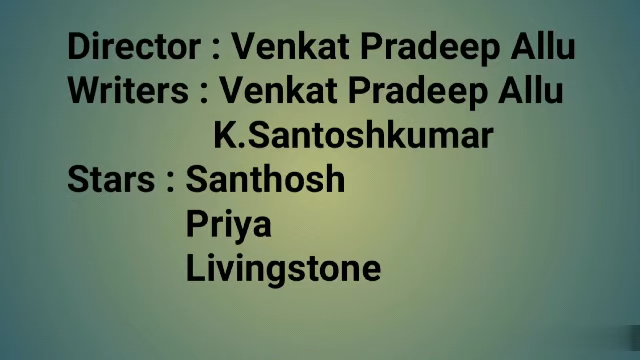 Director : Venkat Pradeep Allu
Writers : Venkat Pradeep Allu
K.Santoshkumar
Stars : Santhosh
Priya
Livingstone